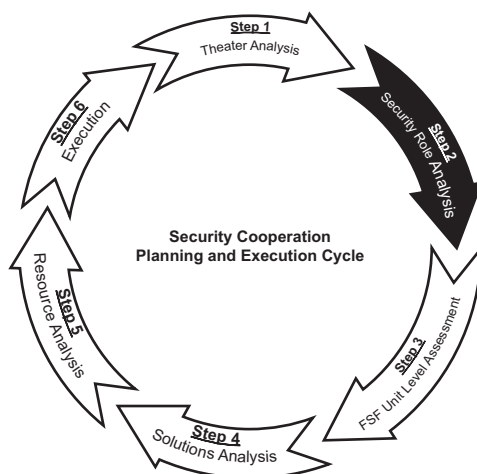 Step 1
Theater Analysis
Step 2
Security Role Analysis
Step 3
FSF Unit Level Assessment
Step 4
Solutions Analysis
Step 5
Resource Analysis
Step 6
Execution
Security Cooperation
Planning and Execution Cycle